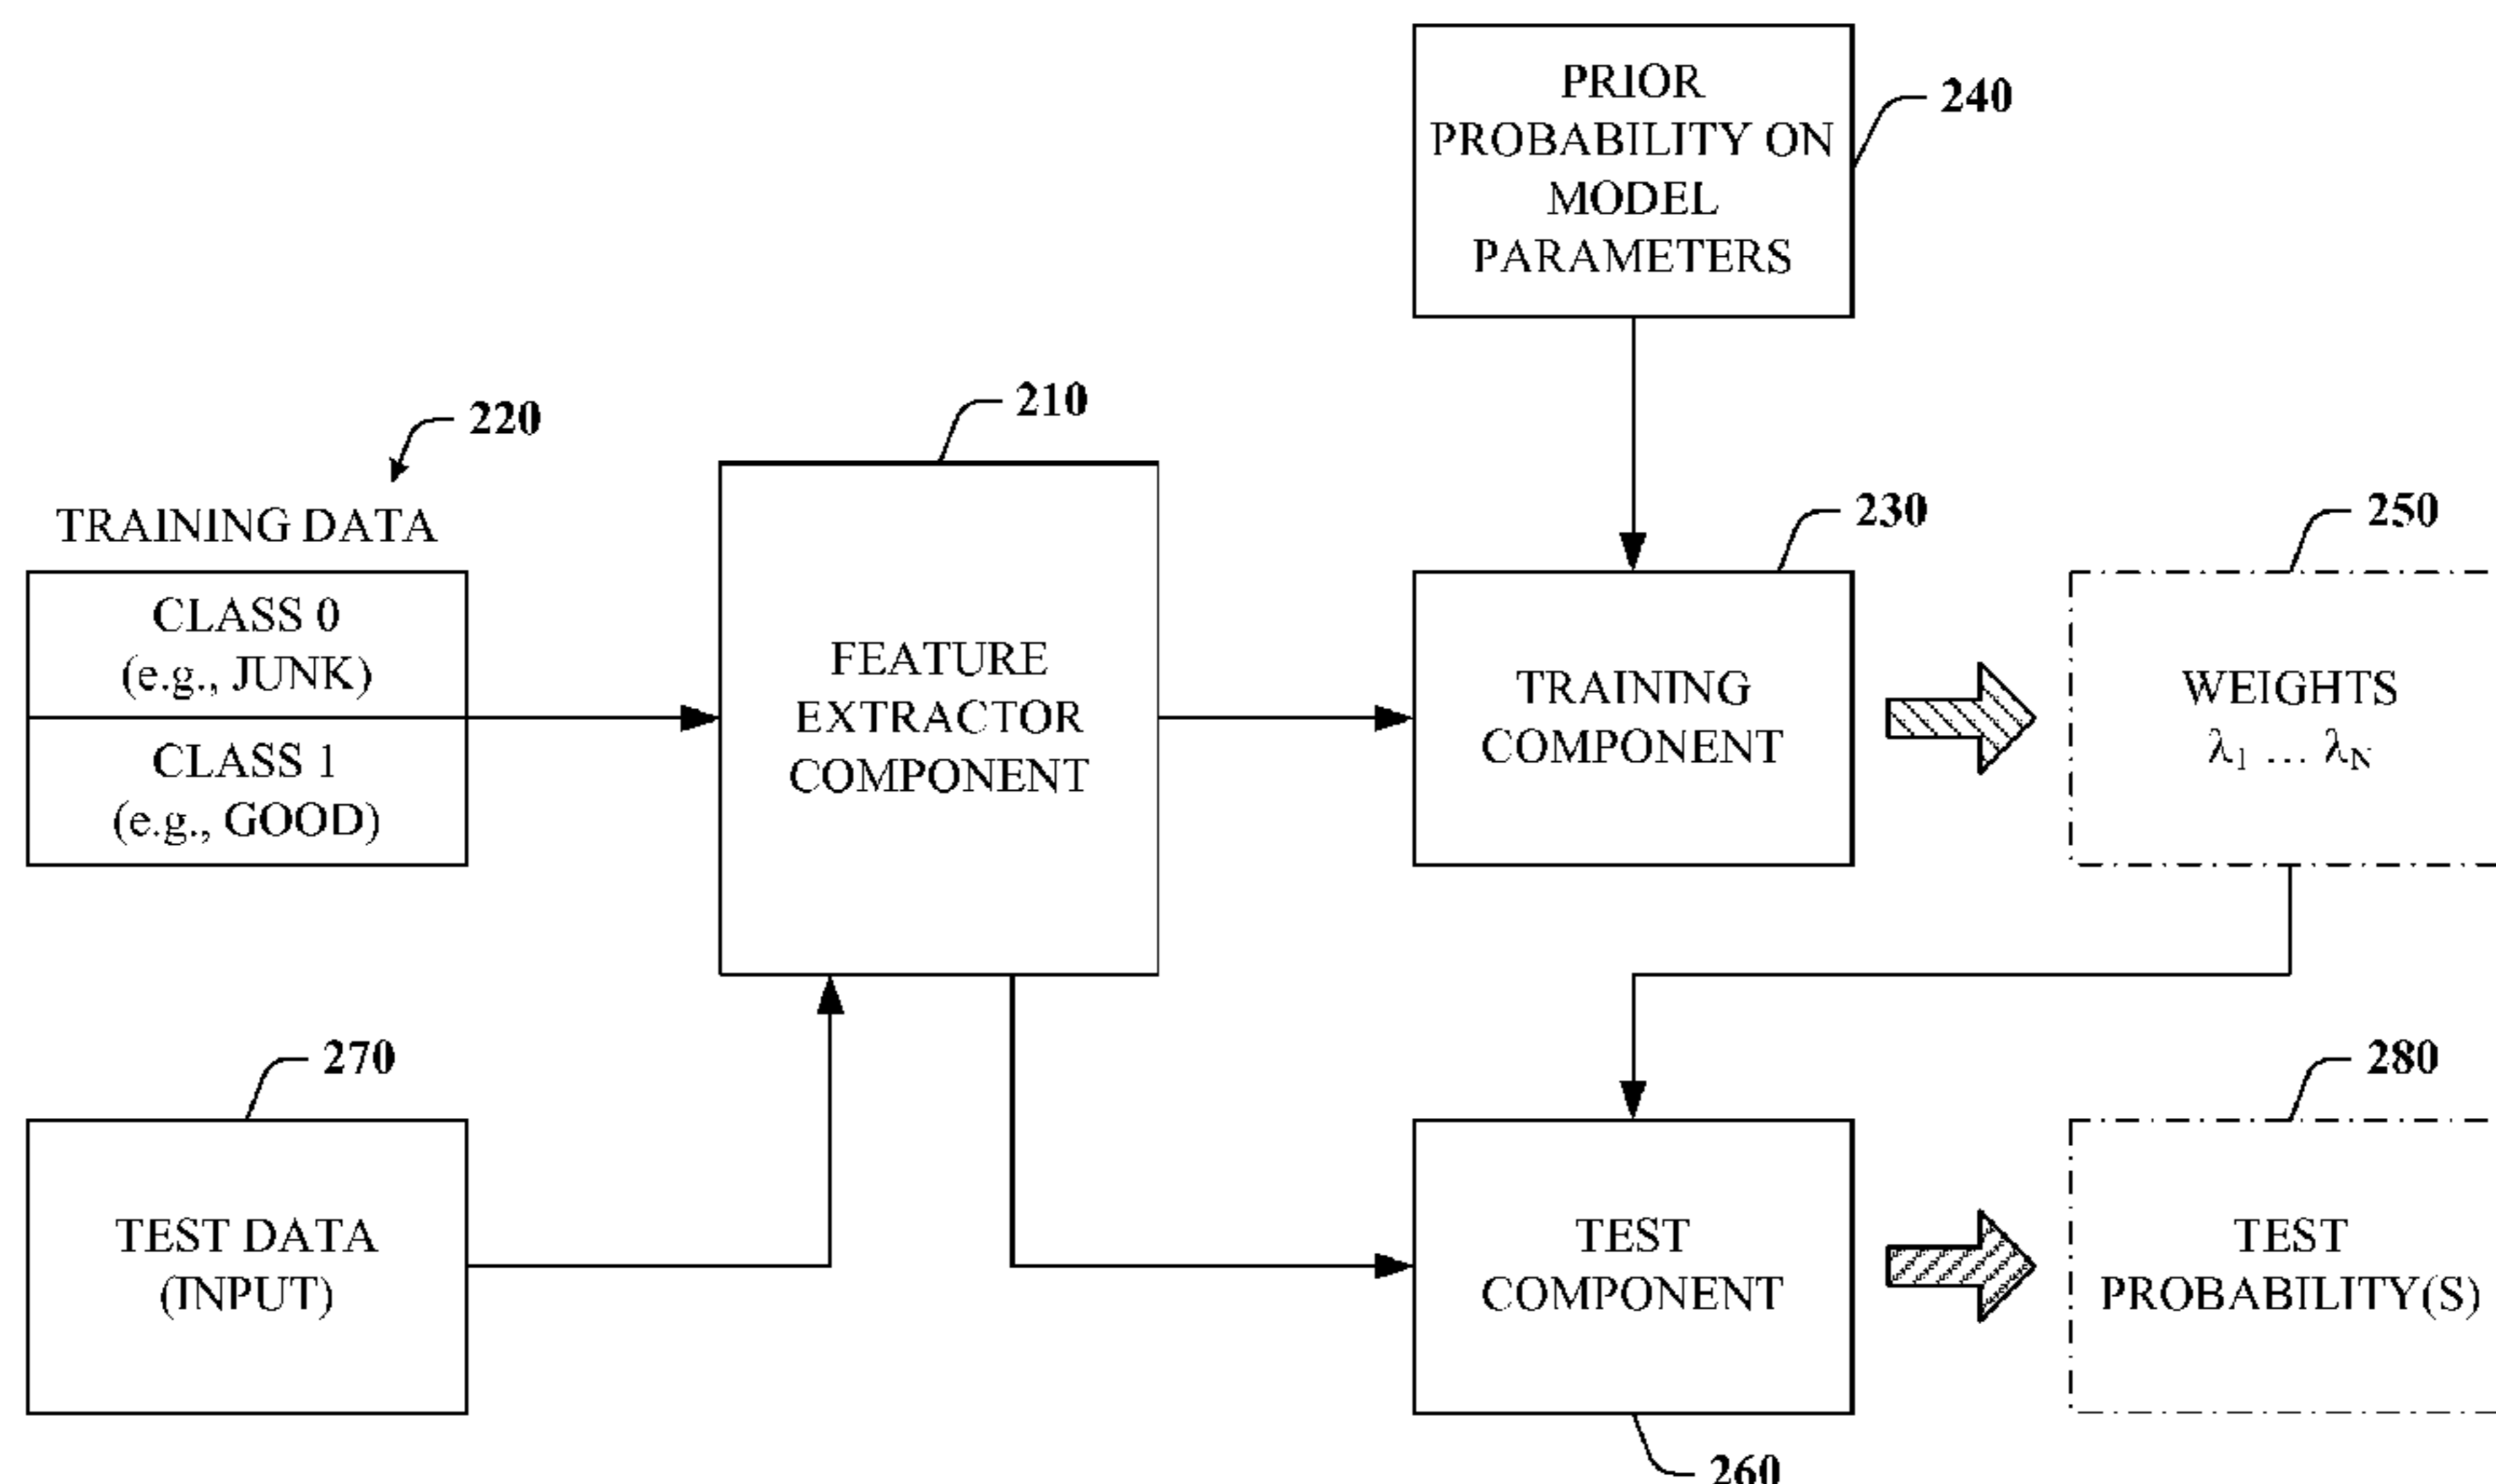 PRIOR
PROBABILITY ON
MODEL
PARAMETERS
240
220
210
TRAINING DATA
CLASS 0
(e.g., JUNK)
CLASS 1
(e.g., GOOD)
FEATURE
EXTRACTOR
COMPONENT
230
TRAINING
COMPONENT
250
WEIGHTS
λ₁ ... λ_N
270
TEST DATA
(INPUT)
TEST
COMPONENT
260
280
TEST
PROBABILITY(S)